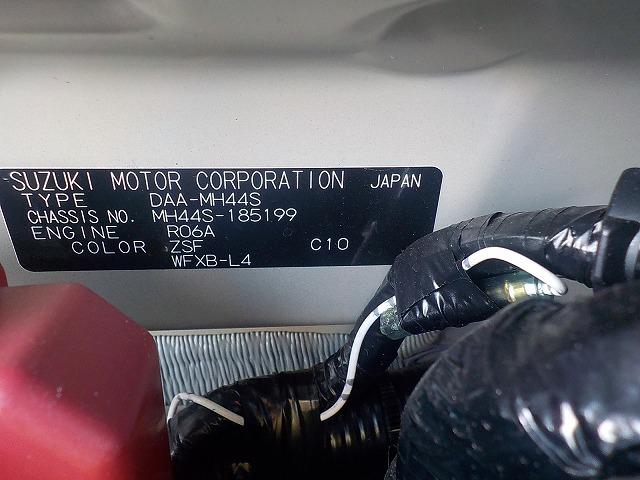 SUZUKI MOTOR CORPORATION JAPAN
TYPE DAA-MH44S
CHASSIS NO. MH44S-185199
ENGINE R06A
COLOR ZSF C10
WFXB-L4